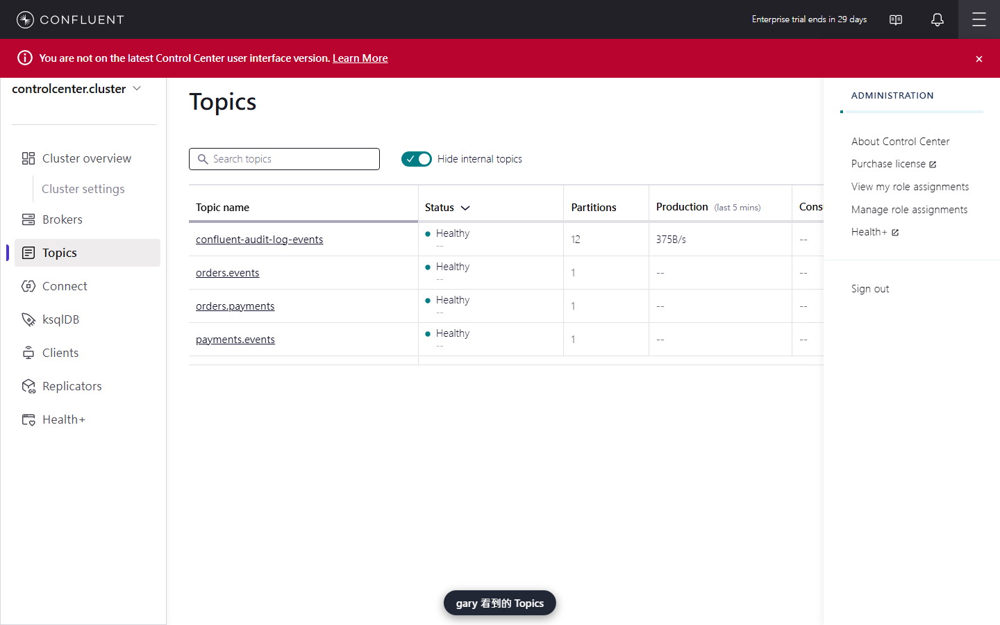 CONFLUENT
Enterprise trial ends in 29 days
You are not on the latest Control Center user interface version. Learn More
controlcenter.cluster
Cluster overview
Cluster settings
Brokers
Topics
Connect
ksqlDB
Clients
Replicators
Health+
Topics
Search topics
Hide internal topics
Topic name Status Partitions Production (last 5 mins)
confluent-audit-log-events Healthy 12 375B/s --
--
orders.events Healthy 1 -- --
--
orders.payments Healthy 1 -- --
--
payments.events Healthy 1 -- --
--
ADMINISTRATION
About Control Center
Purchase license
View my role assignments
Manage role assignments
Health+
Sign out
gary 看到的 Topics